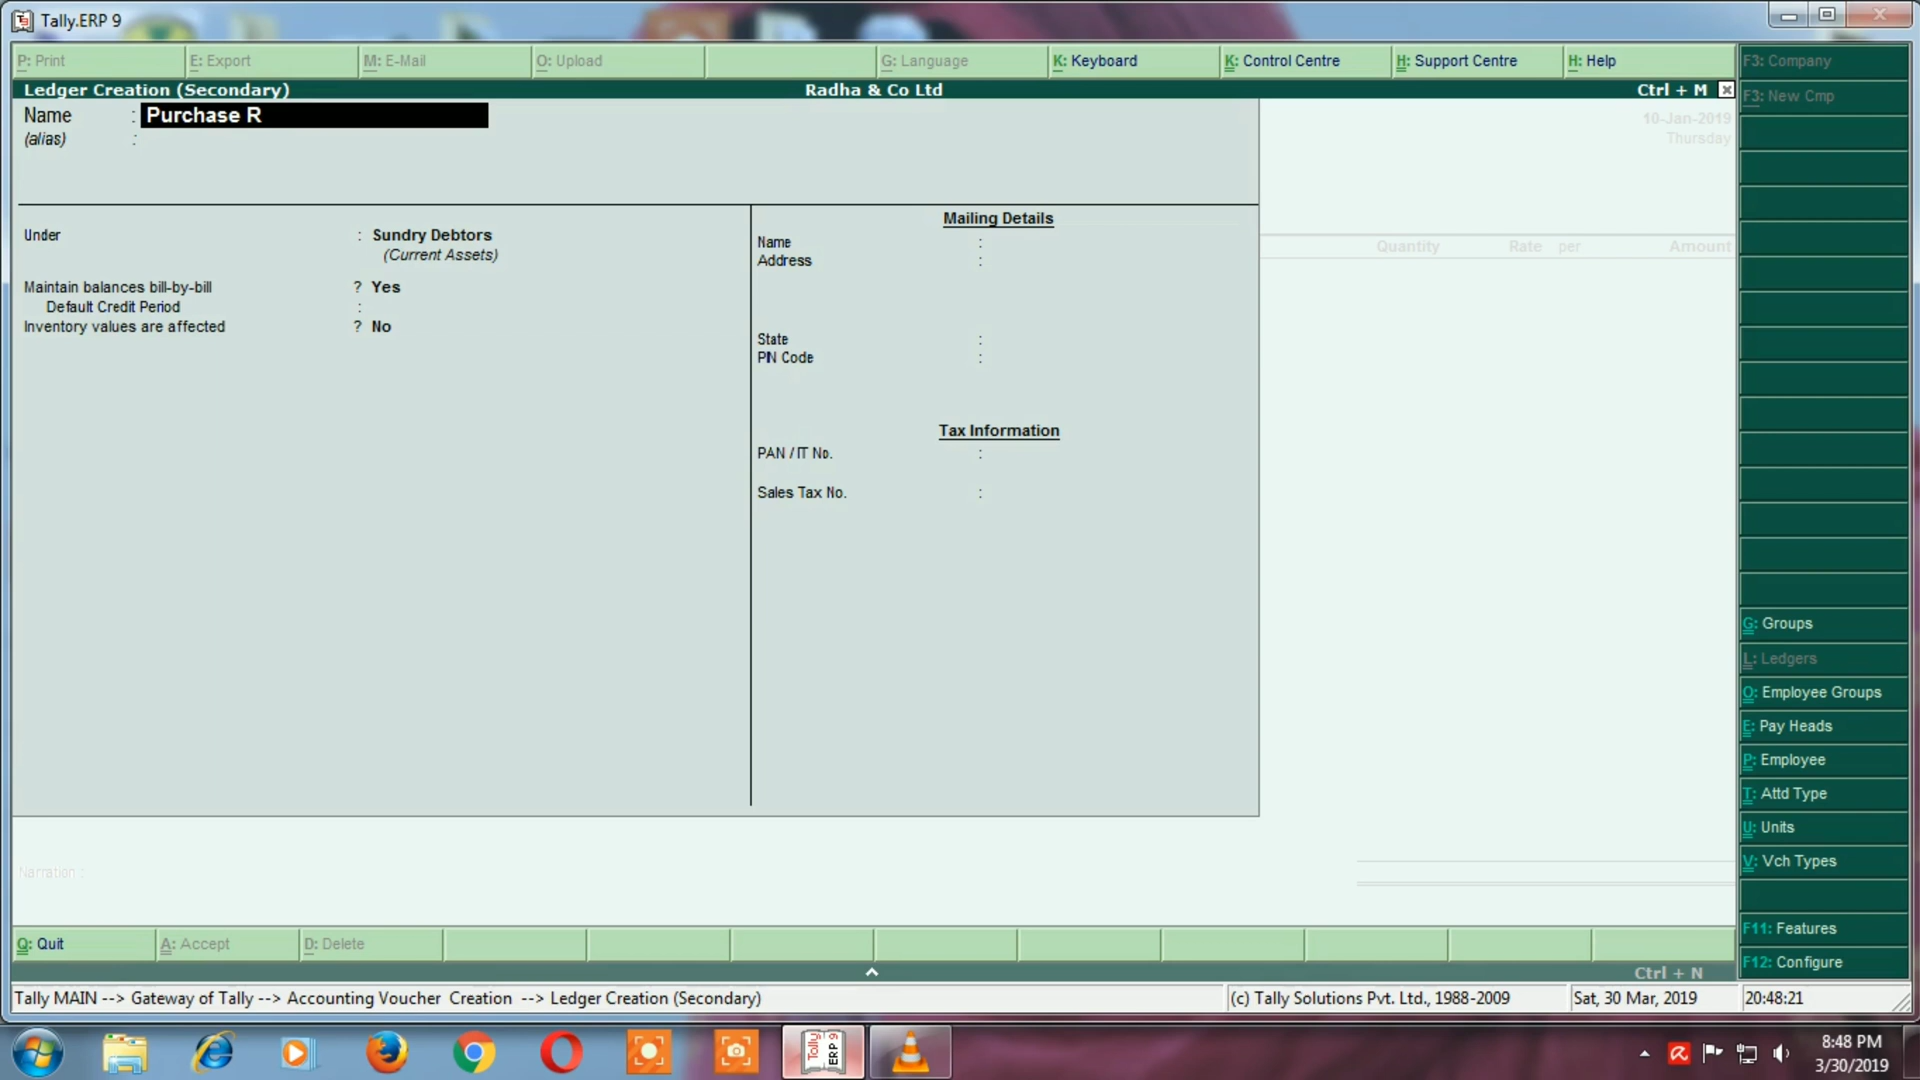 Tally.ERP 9
P: Print E: Export M: E-Mail O: Upload G: Language K: Keyboard K: Control Centre H: Support Centre H: Help
F3: Company
Ledger Creation (Secondary) Radha & Co Ltd Ctrl + M
F3: New Cmp
Name : Purchase R
(alias) :
10-Jan-2019
Thursday
Under : Sundry Debtors
(Current Assets)
Maintain balances bill-by-bill ? Yes
Default Credit Period :
Inventory values are affected ? No
Mailing Details
Name :
Address :
State :
PIN Code :
Tax Information
PAN / IT No. :
Sales Tax No. :
Quantity Rate per Amount
G: Groups
L: Ledgers
O: Employee Groups
E: Pay Heads
P: Employee
T: Attd Type
U: Units
V: Vch Types
F11: Features
F12: Configure
Narration :
Q: Quit A: Accept D: Delete
Ctrl + N
Tally MAIN --> Gateway of Tally --> Accounting Voucher Creation --> Ledger Creation (Secondary) (c) Tally Solutions Pvt. Ltd., 1988-2009 Sat, 30 Mar, 2019 20:48:21
Tally ERP 9
8:48 PM
3/30/2019